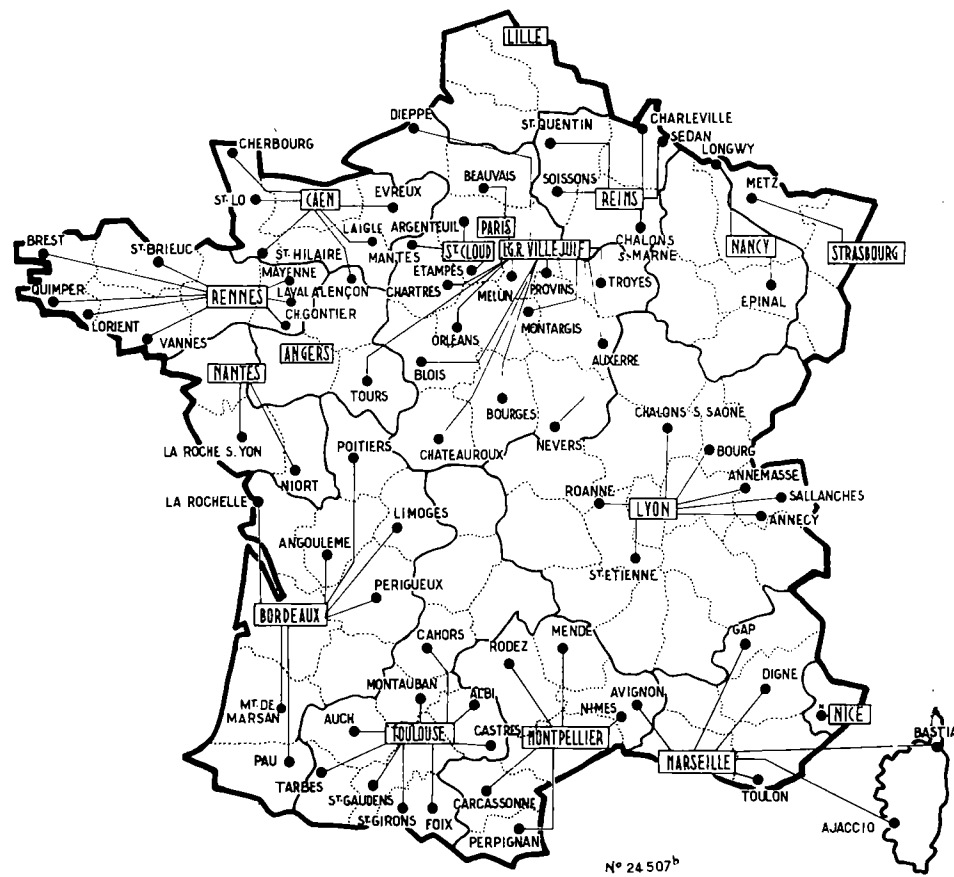 LILLE
DIEPPE
ST QUENTIN
CHARLEVILLE
SEDAN
LONGWY
CHERBOURG
BEAUVAIS
SOISSONS
METZ
ST LO
CAEN
EVREUX
ARGENTEUIL
PARIS
REIMS
NANCY
STRASBOURG
BREST
ST BRIEUC
ST HILAIRE
LAIGLE
MANTES
ST CLOUD
I.G.R. VILLEJUIF
CHALONS
S-MARNE
QUIMPER
RENNES
MAYENNE
LAVAL
ALENÇON
ETAMPES
CHARTRES
MELUN
PROVINS
TROYES
EPINAL
LORIENT
VANNES
CH.GONTIER
ORLEANS
MONTARGIS
NANTES
ANGERS
TOURS
BLOIS
AUXERRE
BOURGES
CHALONS S. SAÔNE
LA ROCHE S. YON
NIORT
POITIERS
CHATEAUROUX
NEVERS
BOURG
LA ROCHELLE
ROANNE
LYON
ANNEMASSE
SALLANCHES
ANNECY
LIMOGES
ANGOULEME
ST ETIENNE
BORDEAUX
PERIGUEUX
CAHORS
RODEZ
MENDE
GAP
MT. DE
MARSAN
MONTAUBAN
ALBI
AVIGNON
DIGNE
AUCH
TOULOUSE
CASTRES
MONTPELLIER
NIMES
NICE
PAU
TARBES
MARSEILLE
BASTIA
ST GAUDENS
ST GIRONS
FOIX
CARCASSONNE
PERPIGNAN
TOULON
AJACCIO
Nº 24 507b